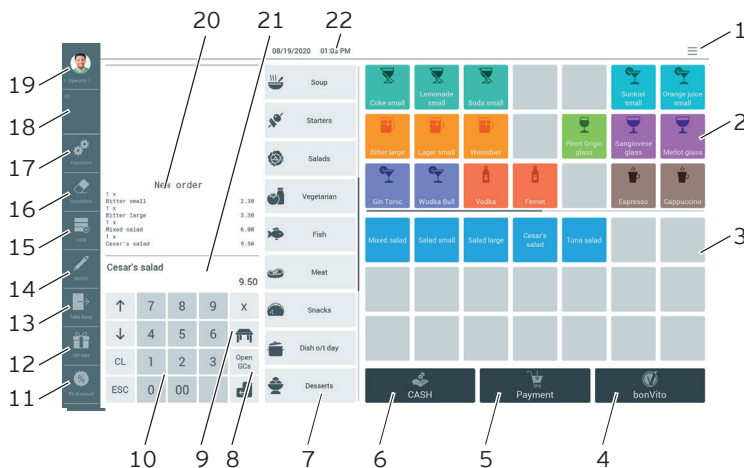 20
21
22
1
08/19/2020 01:03 PM
19
Operator 1
18
17
Functions
16
Correction
15
Hold
14
13
Take Away
12
VIP card
11
New order
1 x
Bitter small 2.30
1 x
Bitter large 3.30
1 x
Mixed salad 6.00
1 x
Cesar's salad 9.50
Cesar's salad
9.50
↑ 7 8 9 X
↓ 4 5 6
CL 1 2 3 Open GCs
ESC 0 00
Soup
Starters
Salads
Vegetarian
Fish
Meat
Snacks
Dish o/t day
Desserts
Coke small
Lemonade small
Soda small
Sunkist small
Orange juice small
Bitter large
Lager small
Weissbier
Pinot Grigio glass
Sangiovese glass
Merlot glass
2
Gin Tonic
Wodka Bull
Vodka
Fernet
Espresso
Cappuccino
Mixed salad
Salad small
Salad large
Cesar's salad
Tuna salad
3
CASH
Payment
bonVito
10
9
8
7
6
5
4